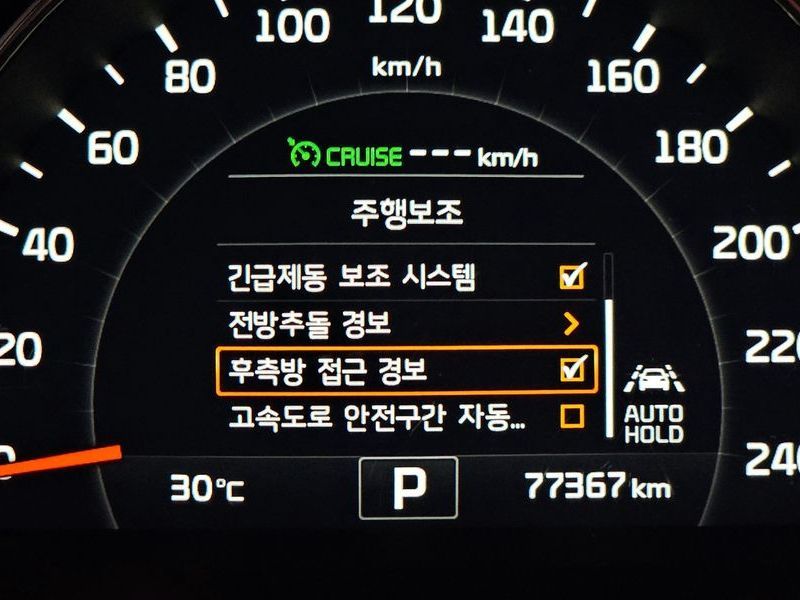 120
100 140
km/h
80 160
60 180
CRUISE --- km/h
주행보조
40 200
긴급제동 보조 시스템
전방추돌 경보
20 220
후측방 접근 경보
고속도로 안전구간 자동...
AUTO
HOLD
0 240
30°C P 77367 km